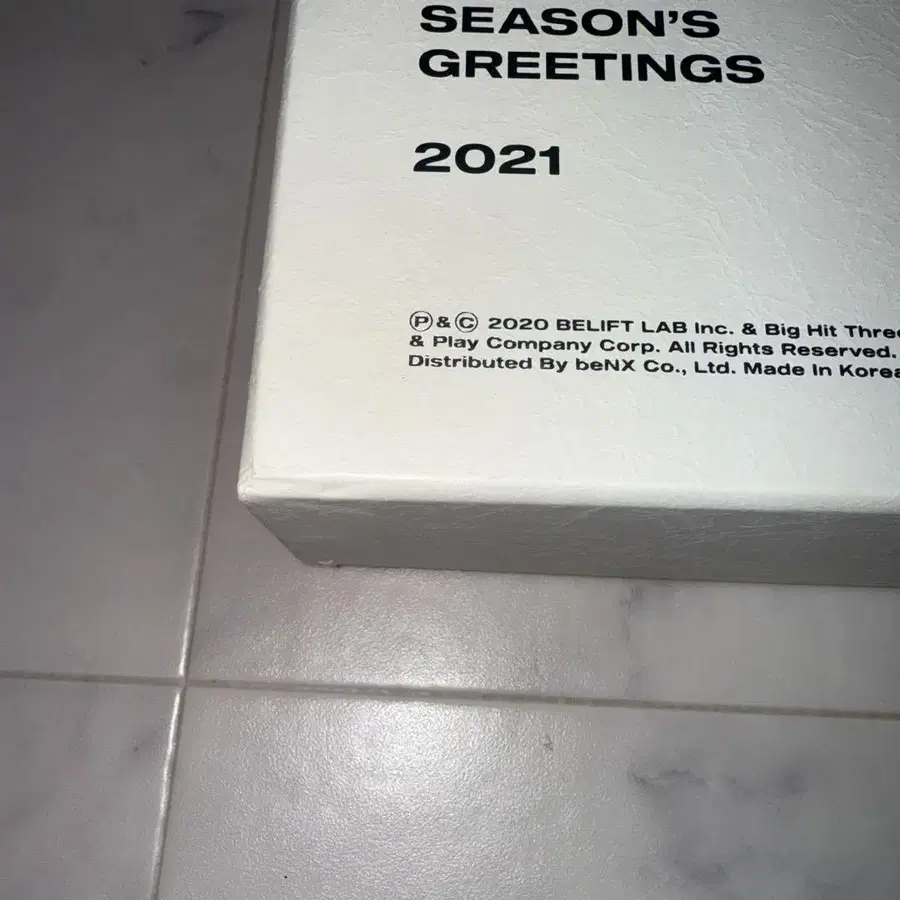 SEASON'S
GREETINGS
2021
Ⓟ & Ⓒ 2020 BELIFT LAB Inc. & Big Hit Three
& Play Company Corp. All Rights Reserved.
Distributed By beNX Co., Ltd. Made In Korea